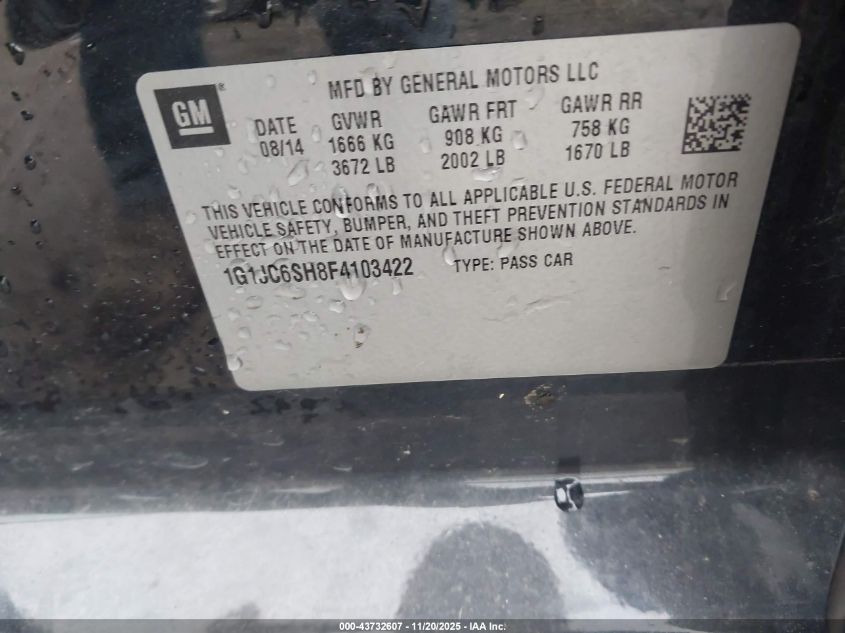 MFD BY GENERAL MOTORS LLC
GM ®
DATE GVWR GAWR FRT GAWR RR
08/14 1666 KG 908 KG 758 KG
3672 LB 2002 LB 1670 LB
THIS VEHICLE CONFORMS TO ALL APPLICABLE U.S. FEDERAL MOTOR
VEHICLE SAFETY, BUMPER, AND THEFT PREVENTION STANDARDS IN
EFFECT ON THE DATE OF MANUFACTURE SHOWN ABOVE.
1G1JC6SH8F4103422 TYPE: PASS CAR
000-43732607 - 11/20/2025 - IAA Inc.